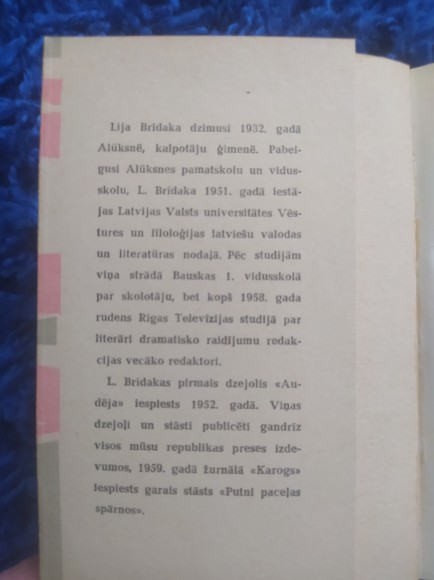 Lija Brīdaka dzimusi 1932. gadā
Alūksnē, kalpotāju ģimenē. Pabei-
gusi Alūksnes pamatskolu un vidus-
skolu, L. Brīdaka 1951. gadā iestā-
jas Latvijas Valsts universitātes Vēs-
tures un filoloģijas latviešu valodas
un literatūras nodaļā. Pēc studijām
viņa strādā Bauskas 1. vidusskolā
par skolotāju, bet kopš 1958. gada
rudens Rīgas Televīzijas studijā par
literāri dramatisko raidījumu redak-
cijas vecāko redaktori.
L. Brīdakas pirmais dzejolis «Au-
dēja» iespiests 1952. gadā. Viņas
dzejoļi un stāsti publicēti gandrīz
visos mūsu republikas preses izde-
vumos, 1959. gadā žurnālā «Karogs»
iespiests garais stāsts «Putni paceļas
spārnos».